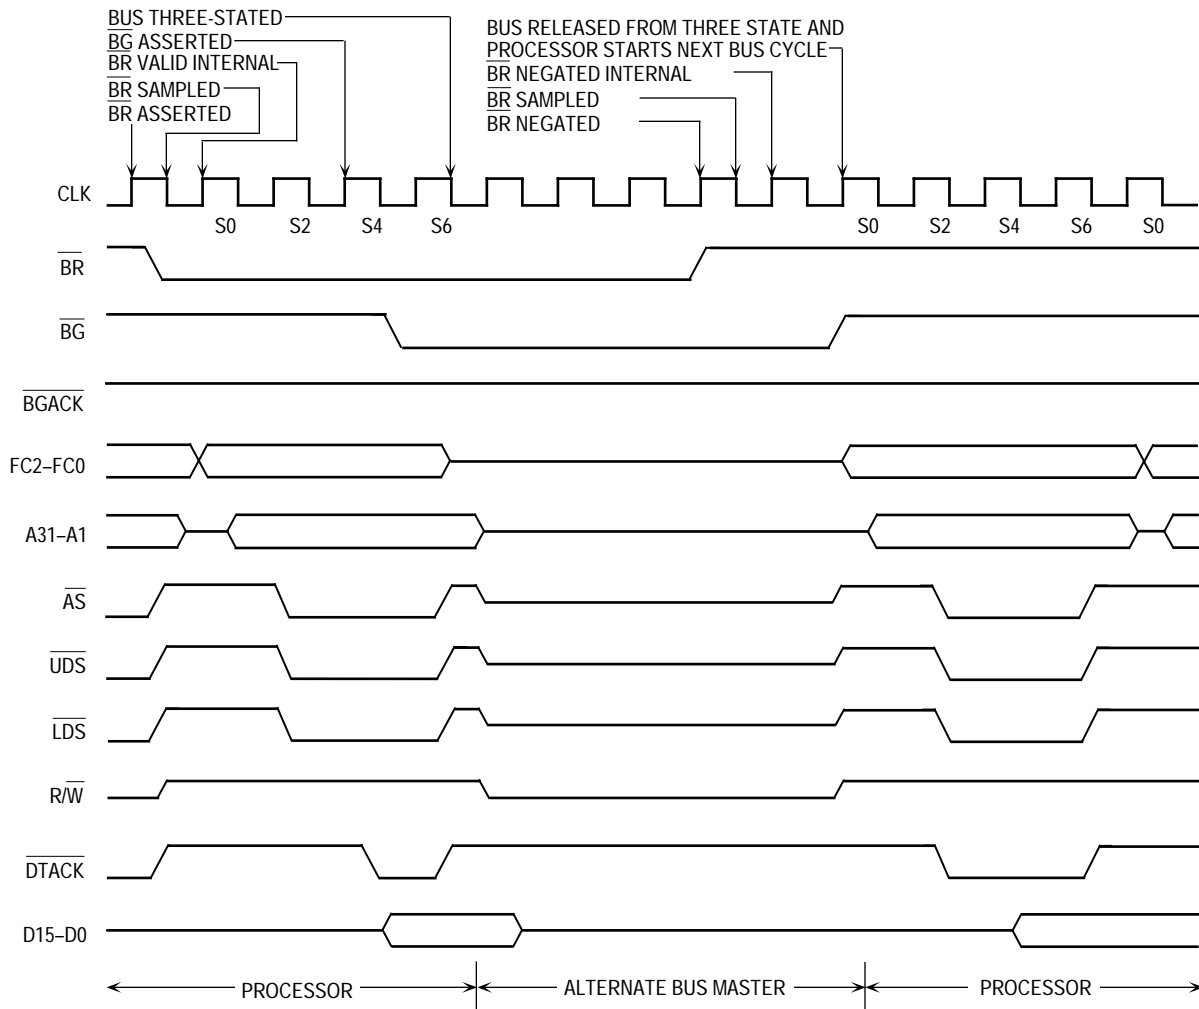 BUS THREE-STATED
BG ASSERTED
BR VALID INTERNAL
BR SAMPLED
BR ASSERTED
BUS RELEASED FROM THREE STATE AND
PROCESSOR STARTS NEXT BUS CYCLE
BR NEGATED INTERNAL
BR SAMPLED
BR NEGATED
CLK
S0 S2 S4 S6 S0 S2 S4 S6 S0
BR
BG
BGACK
FC2–FC0
A31–A1
AS
UDS
LDS
R/W
DTACK
D15–D0
PROCESSOR ALTERNATE BUS MASTER PROCESSOR